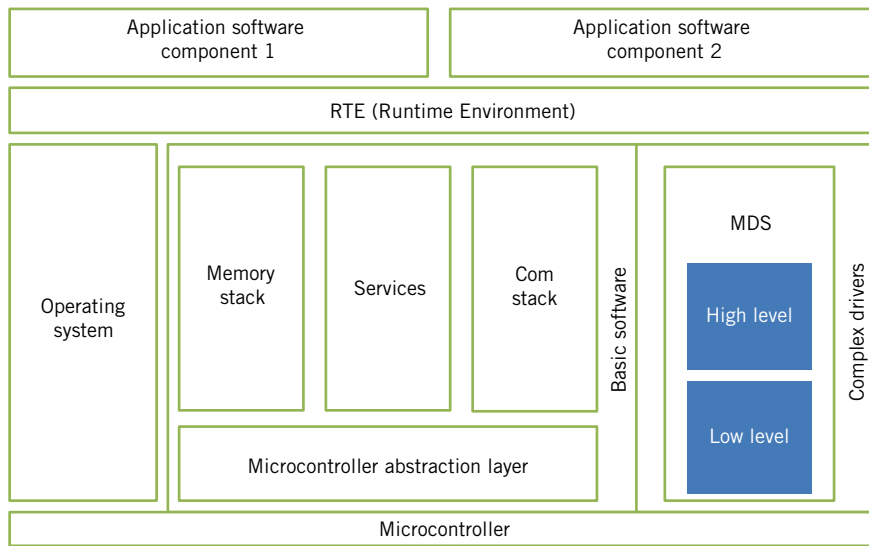 Application software
component 1
Application software
component 2
RTE (Runtime Environment)
Operating
system
Memory
stack
Services
Com
stack
Microcontroller abstraction layer
Basic software
MDS
High level
Low level
Complex drivers
Microcontroller